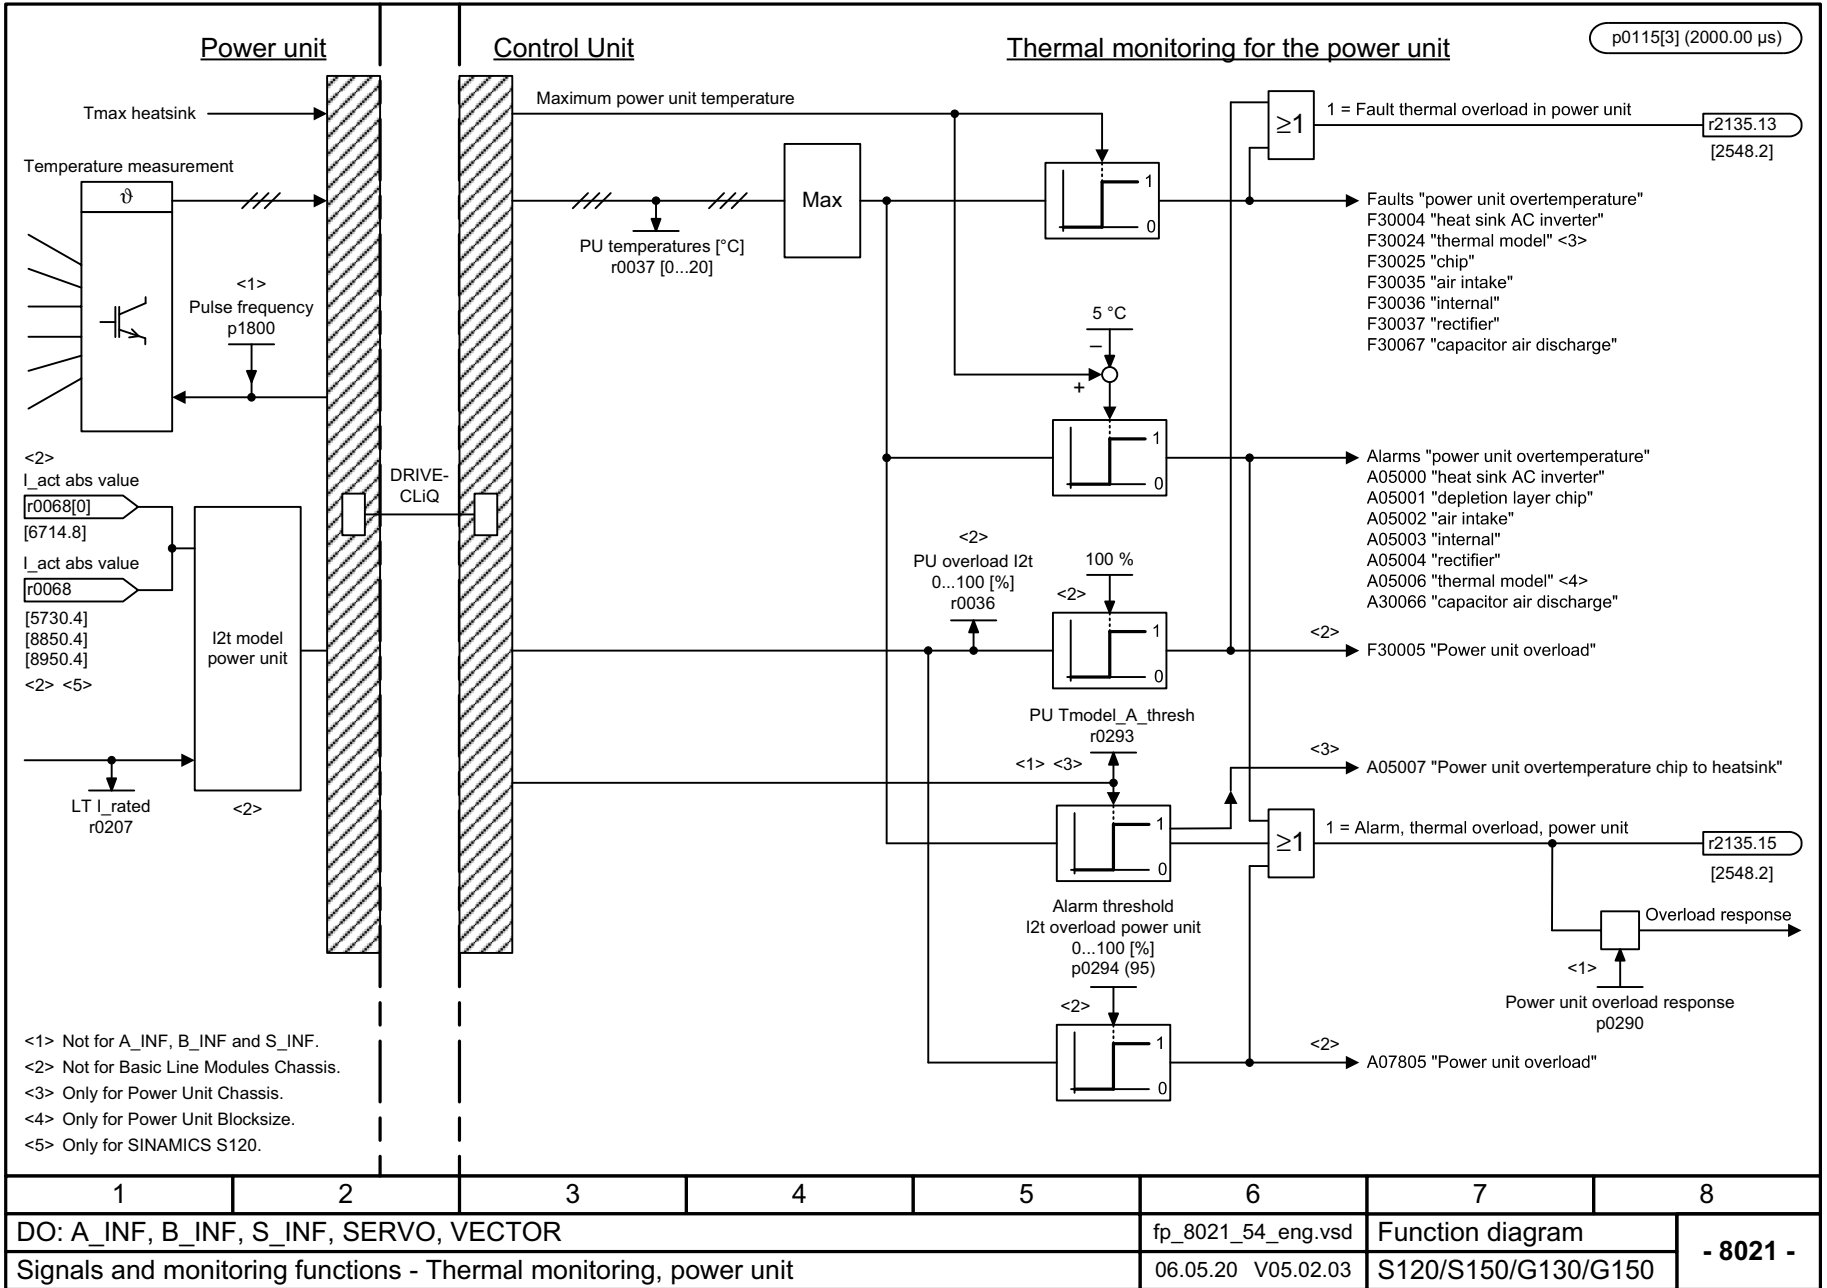 Power unit
Control Unit
Thermal monitoring for the power unit
p0115[3] (2000.00 µs)
Tmax heatsink
Maximum power unit temperature
≥1
1 = Fault thermal overload in power unit
r2135.13
[2548.2]
Temperature measurement
ϑ
PU temperatures [°C]
r0037 [0...20]
Max
1
0
Faults "power unit overtemperature"
F30004 "heat sink AC inverter"
F30024 "thermal model" <3>
F30025 "chip"
F30035 "air intake"
F30036 "internal"
F30037 "rectifier"
F30067 "capacitor air discharge"
<1>
Pulse frequency
p1800
5 °C
–
+
1
0
Alarms "power unit overtemperature"
A05000 "heat sink AC inverter"
A05001 "depletion layer chip"
A05002 "air intake"
A05003 "internal"
A05004 "rectifier"
A05006 "thermal model" <4>
A30066 "capacitor air discharge"
<2>
I_act abs value
r0068[0]
[6714.8]
I_act abs value
r0068
[5730.4]
[8850.4]
[8950.4]
<2> <5>
I2t model
power unit
<2>
LT I_rated
r0207
DRIVE-
CLiQ
<2>
PU overload I2t
0...100 [%]
r0036
100 %
<2>
1
0
<2>
F30005 "Power unit overload"
PU Tmodel_A_thresh
r0293
<1> <3>
1
0
<3>
A05007 "Power unit overtemperature chip to heatsink"
≥1
1 = Alarm, thermal overload, power unit
r2135.15
[2548.2]
Overload response
<1>
Power unit overload response
p0290
Alarm threshold
I2t overload power unit
0...100 [%]
p0294 (95)
<2>
1
0
<2>
A07805 "Power unit overload"
<1> Not for A_INF, B_INF and S_INF.
<2> Not for Basic Line Modules Chassis.
<3> Only for Power Unit Chassis.
<4> Only for Power Unit Blocksize.
<5> Only for SINAMICS S120.
1 2 3 4 5 6 7 8
DO: A_INF, B_INF, S_INF, SERVO, VECTOR
fp_8021_54_eng.vsd
Function diagram
- 8021 -
Signals and monitoring functions - Thermal monitoring, power unit
06.05.20 V05.02.03
S120/S150/G130/G150